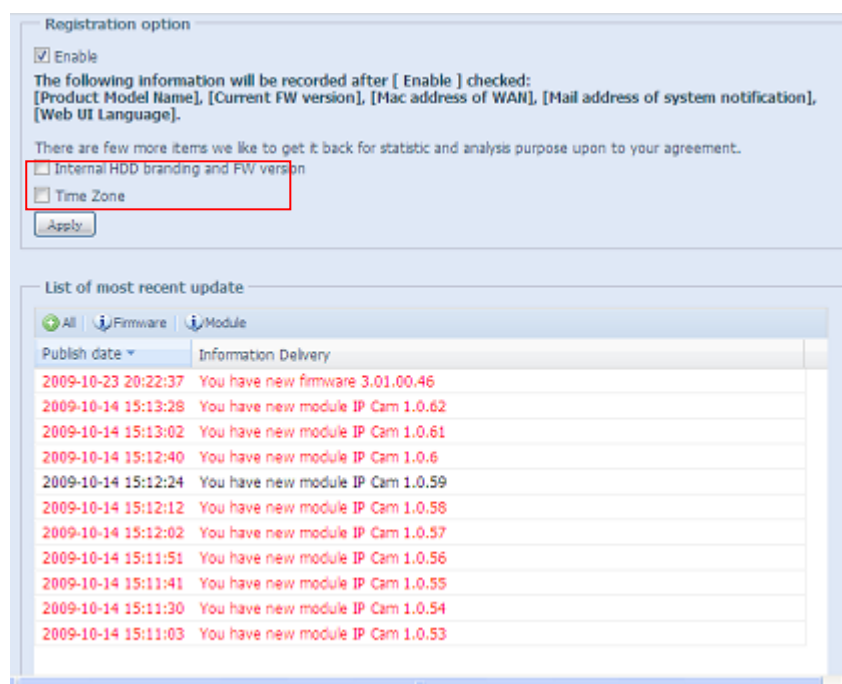 Registration option
Enable
The following information will be recorded after [ Enable ] checked:
[Product Model Name], [Current FW version], [Mac address of WAN], [Mail address of system notification],
[Web UI Language].
There are few more items we like to get it back for statistic and analysis purpose upon to your agreement.
Internal HDD branding and FW version
Time Zone
Apply
List of most recent update
All Firmware Module
Publish date Information Delivery
2009-10-23 20:22:37 You have new firmware 3.01.00.46
2009-10-14 15:13:28 You have new module IP Cam 1.0.62
2009-10-14 15:13:02 You have new module IP Cam 1.0.61
2009-10-14 15:12:40 You have new module IP Cam 1.0.6
2009-10-14 15:12:24 You have new module IP Cam 1.0.59
2009-10-14 15:12:12 You have new module IP Cam 1.0.58
2009-10-14 15:12:02 You have new module IP Cam 1.0.57
2009-10-14 15:11:51 You have new module IP Cam 1.0.56
2009-10-14 15:11:41 You have new module IP Cam 1.0.55
2009-10-14 15:11:30 You have new module IP Cam 1.0.54
2009-10-14 15:11:03 You have new module IP Cam 1.0.53